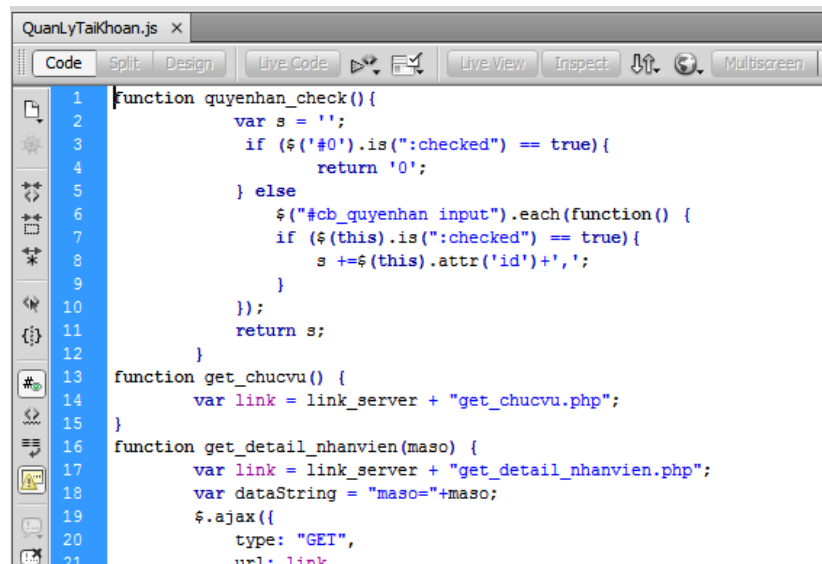 QuanLyTaiKhoan.js ×
Code Split Design Live Code Live View Inspect Multiscreen
1 function quyenhan_check(){
2 var s = '';
3 if ($('#0').is(":checked") == true){
4 return '0';
5 } else
6 $("#cb_quyenhan input").each(function() {
7 if ($(this).is(":checked") == true){
8 s +=$(this).attr('id')+',';
9 }
10 });
11 return s;
12 }
13 function get_chucvu() {
14 var link = link_server + "get_chucvu.php";
15 }
16 function get_detail_nhanvien(maso) {
17 var link = link_server + "get_detail_nhanvien.php";
18 var dataString = "maso="+maso;
19 $.ajax({
20 type: "GET",
21 url: link